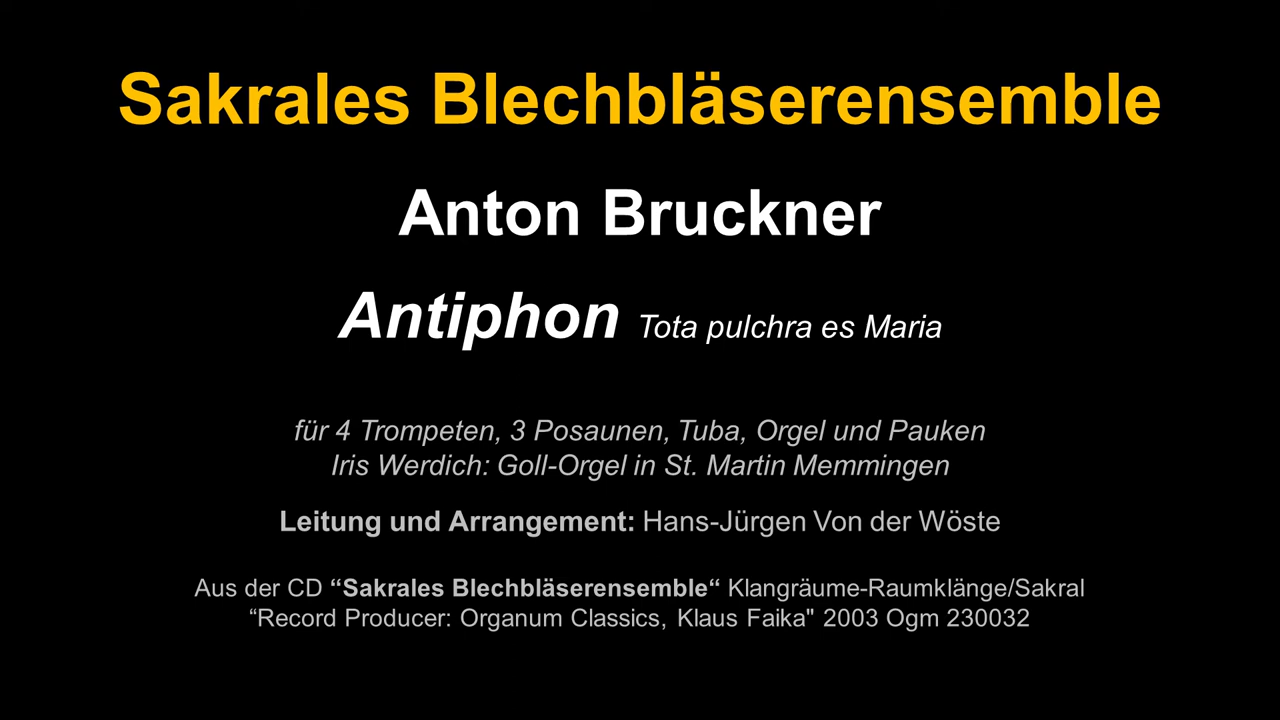 Sakrales Blechbläserensemble
Anton Bruckner
Antiphon Tota pulchra es Maria
für 4 Trompeten, 3 Posaunen, Tuba, Orgel und Pauken
Iris Werdich: Goll-Orgel in St. Martin Memmingen
Leitung und Arrangement: Hans-Jürgen Von der Wöste
Aus der CD “Sakrales Blechbläserensemble“ Klangräume-Raumklänge/Sakral
“Record Producer: Organum Classics, Klaus Faika" 2003 Ogm 230032